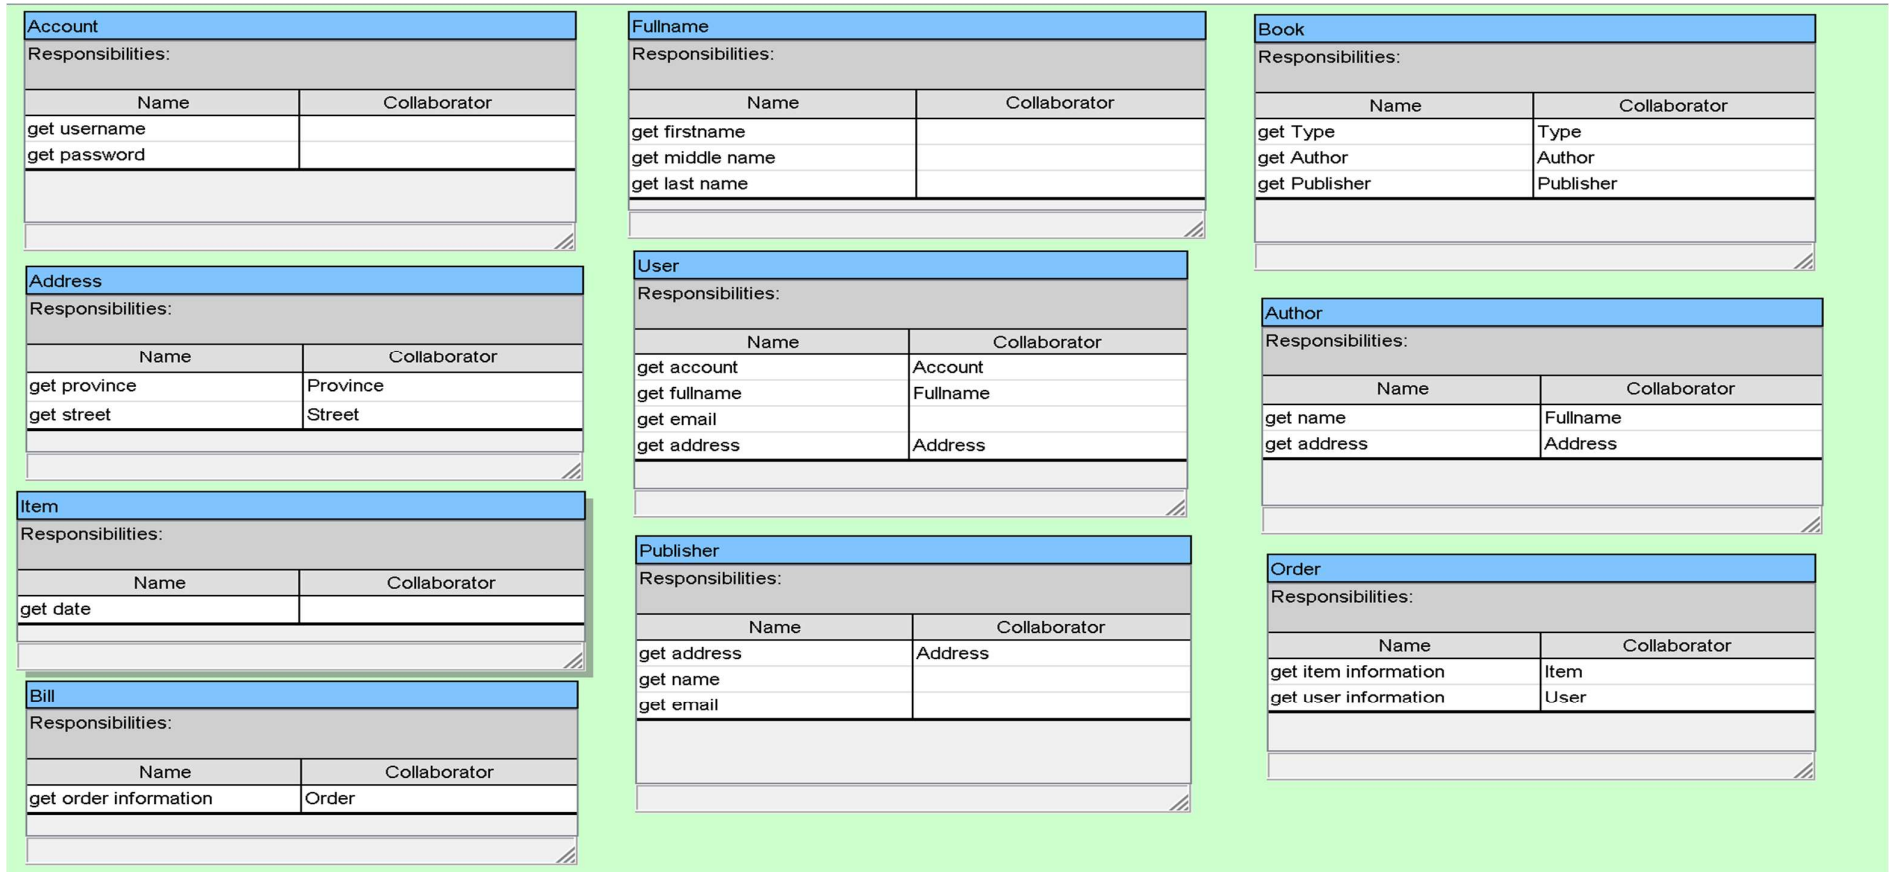 Account
Responsibilities:
Name Collaborator
get username
get password
Address
Responsibilities:
Name Collaborator
get province Province
get street Street
Item
Responsibilities:
Name Collaborator
get date
Bill
Responsibilities:
Name Collaborator
get order information Order
Fullname
Responsibilities:
Name Collaborator
get firstname
get middle name
get last name
User
Responsibilities:
Name Collaborator
get account Account
get fullname Fullname
get email
get address Address
Publisher
Responsibilities:
Name Collaborator
get address Address
get name
get email
Book
Responsibilities:
Name Collaborator
get Type Type
get Author Author
get Publisher Publisher
Author
Responsibilities:
Name Collaborator
get name Fullname
get address Address
Order
Responsibilities:
Name Collaborator
get item information Item
get user information User